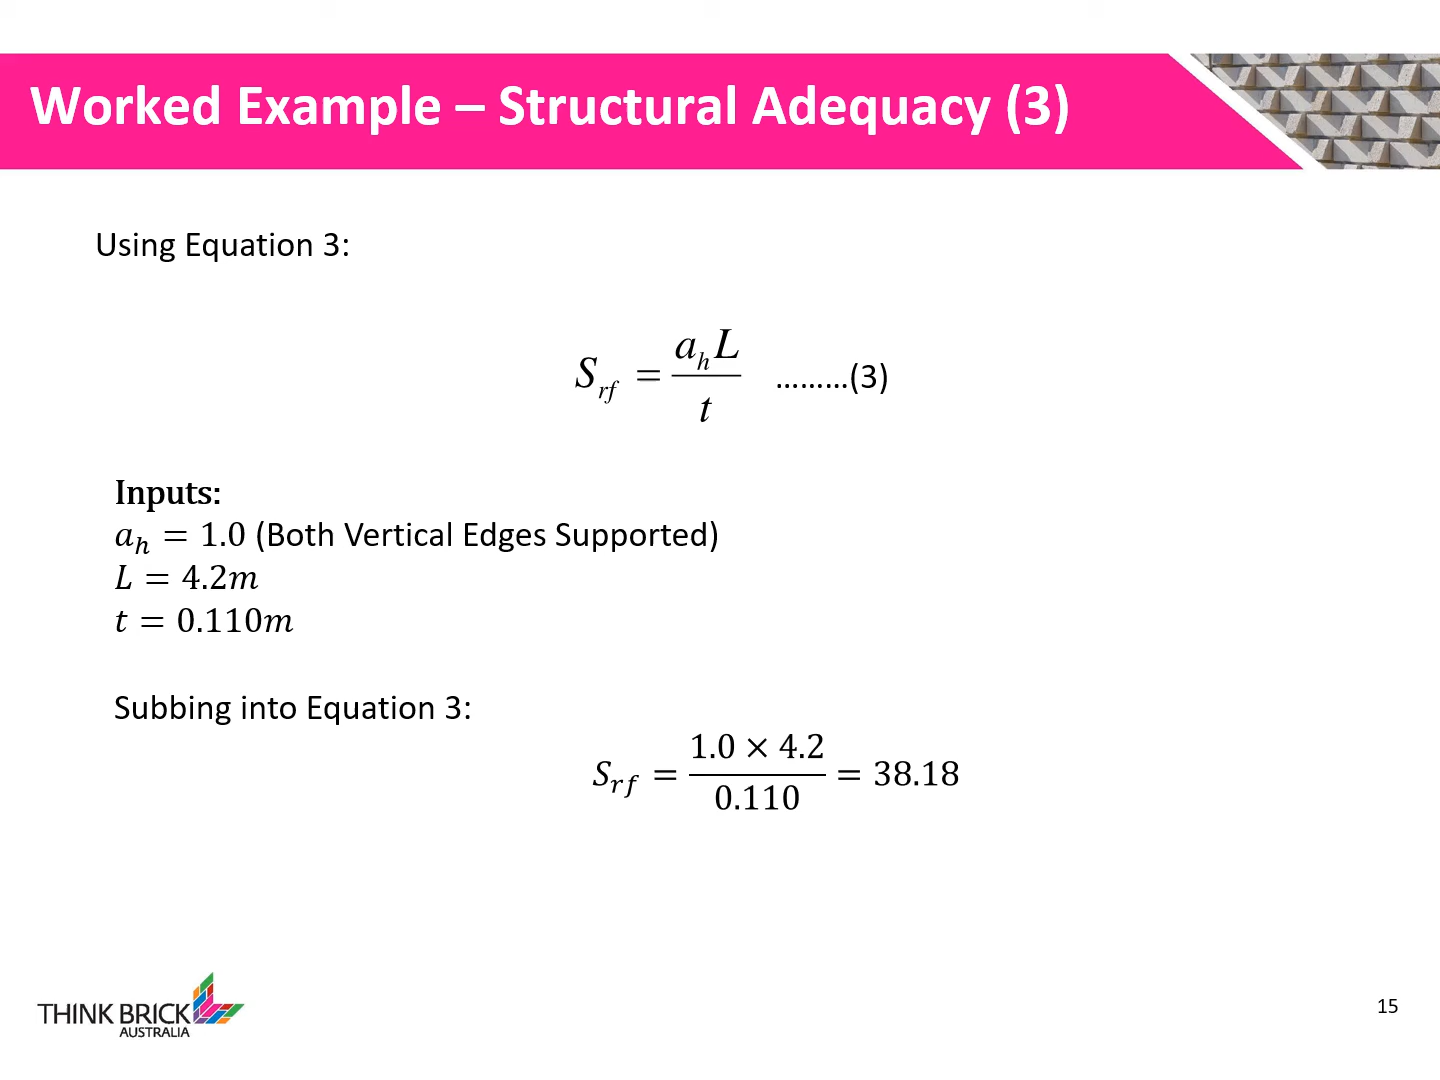 Worked Example – Structural Adequacy (3)
Using Equation 3:
S_rf = a_h L / t ………(3)
Inputs:
a_h = 1.0 (Both Vertical Edges Supported)
L = 4.2m
t = 0.110m
Subbing into Equation 3:
S_rf = 1.0 × 4.2 / 0.110 = 38.18
THINK BRICK
AUSTRALIA
15